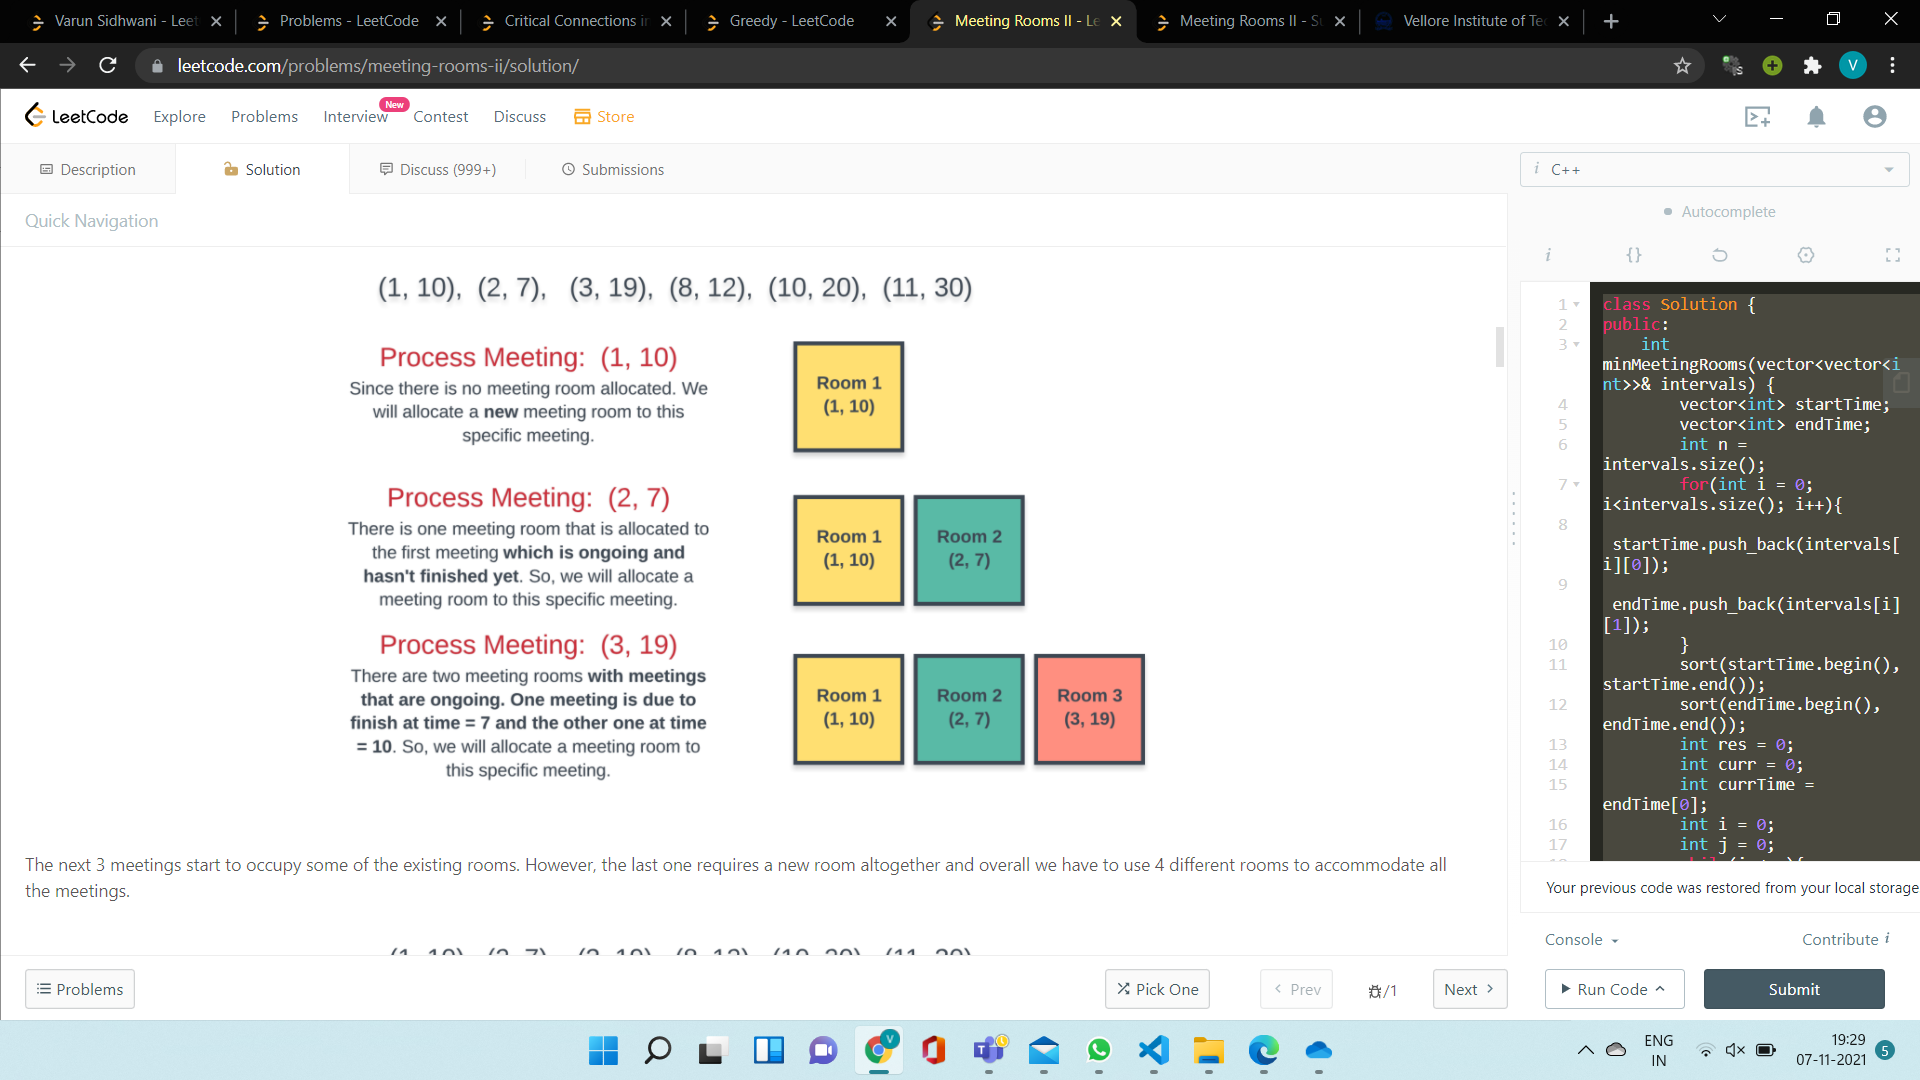 Varun Sidhwani - Leet
Problems - LeetCode
Critical Connections in
Greedy - LeetCode
Meeting Rooms II - Le
Meeting Rooms II - Su
Vellore Institute of Tec
leetcode.com/problems/meeting-rooms-ii/solution/
V
LeetCode
Explore
Problems
Interview
New
Contest
Discuss
Store
Description
Solution
Discuss (999+)
Submissions
i C++
Quick Navigation
Autocomplete
i {}
(1, 10), (2, 7), (3, 19), (8, 12), (10, 20), (11, 30)
Process Meeting: (1, 10)
Since there is no meeting room allocated. We
will allocate a new meeting room to this
specific meeting.
Room 1
(1, 10)
Process Meeting: (2, 7)
There is one meeting room that is allocated to
the first meeting which is ongoing and
hasn't finished yet. So, we will allocate a
meeting room to this specific meeting.
Room 1
(1, 10)
Room 2
(2, 7)
Process Meeting: (3, 19)
There are two meeting rooms with meetings
that are ongoing. One meeting is due to
finish at time = 7 and the other one at time
= 10. So, we will allocate a meeting room to
this specific meeting.
Room 1
(1, 10)
Room 2
(2, 7)
Room 3
(3, 19)
The next 3 meetings start to occupy some of the existing rooms. However, the last one requires a new room altogether and overall we have to use 4 different rooms to accommodate all
the meetings.
(1, 10) (2, 7) (3, 19) (8, 12) (10, 20) (11, 30)
1 class Solution {
2 public:
3 int
minMeetingRooms(vector<vector<i
nt>>& intervals) {
4 vector<int> startTime;
5 vector<int> endTime;
6 int n =
intervals.size();
7 for(int i = 0;
i<intervals.size(); i++){
8
startTime.push_back(intervals[
i][0]);
9
endTime.push_back(intervals[i]
[1]);
10 }
11 sort(startTime.begin(),
startTime.end());
12 sort(endTime.begin(),
endTime.end());
13 int res = 0;
14 int curr = 0;
15 int currTime =
endTime[0];
16 int i = 0;
17 int j = 0;
Your previous code was restored from your local storage
Console
Contribute i
Problems
Pick One
Prev
/1
Next
Run Code
Submit
V
ENG
IN
19:29
07-11-2021
5